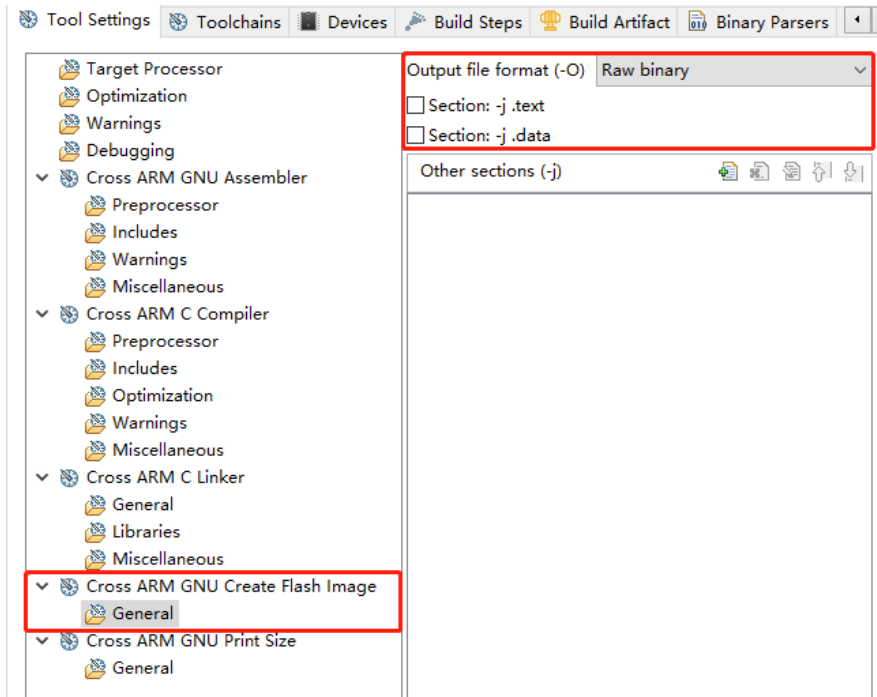 Tool Settings Toolchains Devices Build Steps Build Artifact Binary Parsers
Target Processor
Optimization
Warnings
Debugging
Cross ARM GNU Assembler
Preprocessor
Includes
Warnings
Miscellaneous
Cross ARM C Compiler
Preprocessor
Includes
Optimization
Warnings
Miscellaneous
Cross ARM C Linker
General
Libraries
Miscellaneous
Cross ARM GNU Create Flash Image
General
Cross ARM GNU Print Size
General
Output file format (-O) Raw binary
Section: -j .text
Section: -j .data
Other sections (-j)